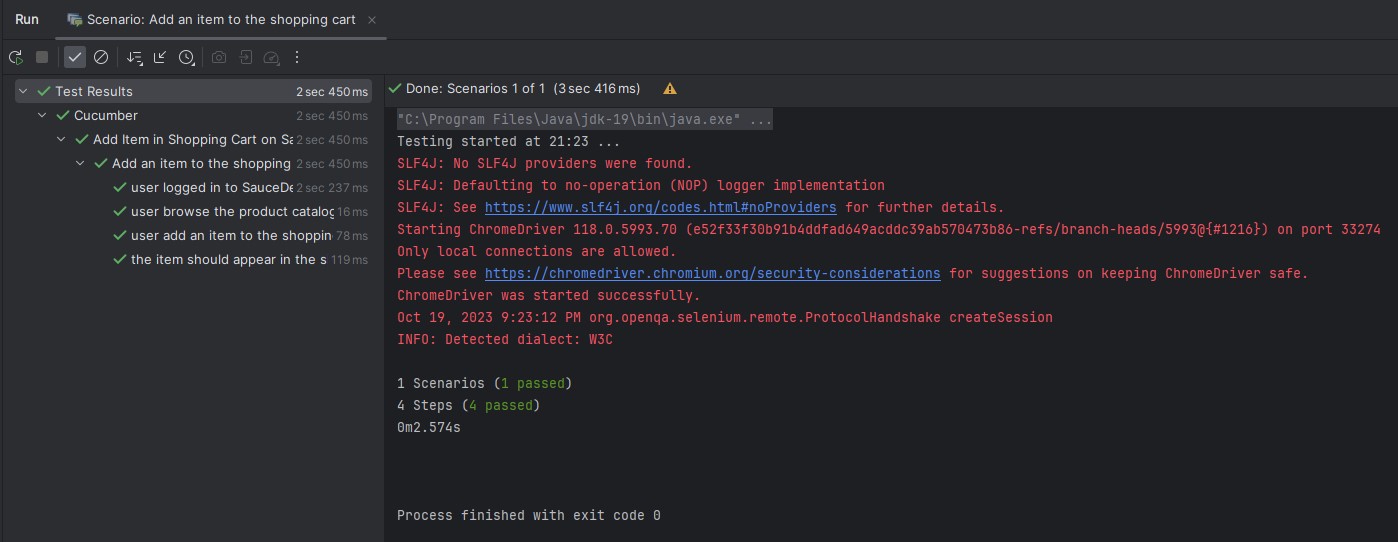 Run Scenario: Add an item to the shopping cart
Test Results 2 sec 450 ms
Cucumber 2 sec 450 ms
Add Item in Shopping Cart on Sa 2 sec 450 ms
Add an item to the shopping 2 sec 450 ms
user logged in to SauceDe 2 sec 237 ms
user browse the product catalog 16 ms
user add an item to the shoppin 78 ms
the item should appear in the s 119 ms
Done: Scenarios 1 of 1 (3 sec 416 ms)
"C:\Program Files\Java\jdk-19\bin\java.exe" ...
Testing started at 21:23 ...
SLF4J: No SLF4J providers were found.
SLF4J: Defaulting to no-operation (NOP) logger implementation
SLF4J: See https://www.slf4j.org/codes.html#noProviders for further details.
Starting ChromeDriver 118.0.5993.70 (e52f33f30b91b4ddfad649acddc39ab570473b86-refs/branch-heads/5993@{#1216}) on port 33274
Only local connections are allowed.
Please see https://chromedriver.chromium.org/security-considerations for suggestions on keeping ChromeDriver safe.
ChromeDriver was started successfully.
Oct 19, 2023 9:23:12 PM org.openqa.selenium.remote.ProtocolHandshake createSession
INFO: Detected dialect: W3C
1 Scenarios (1 passed)
4 Steps (4 passed)
0m2.574s
Process finished with exit code 0